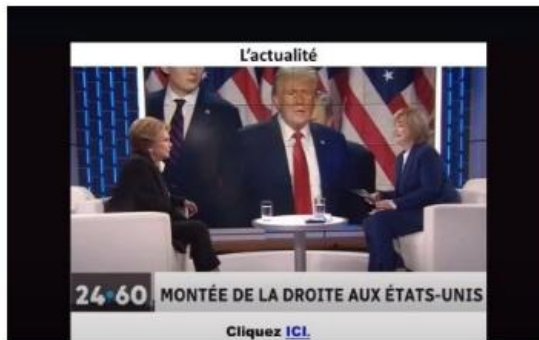 L'actualité
24•60 MONTÉE DE LA DROITE AUX ÉTATS-UNIS
Cliquez ICI.